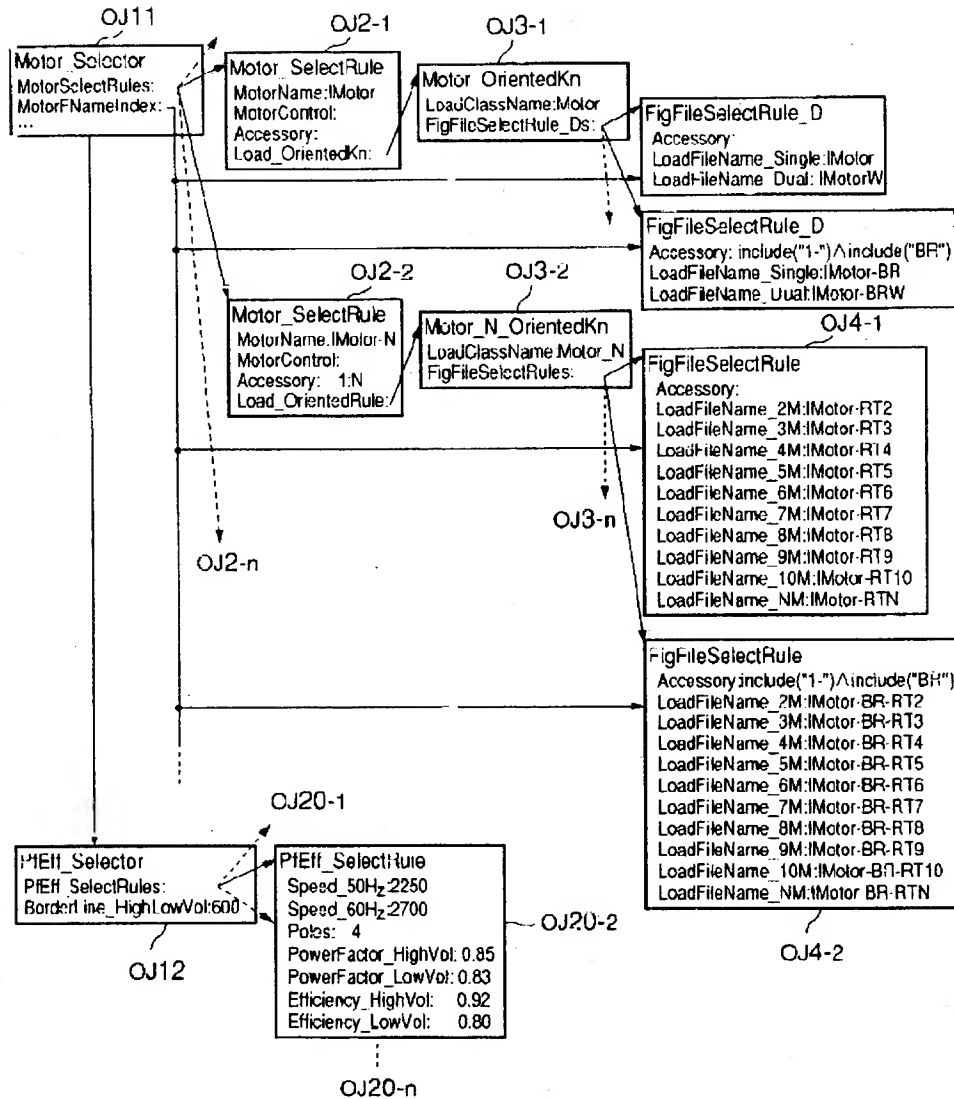 OJ11
Motor_Selector
MotorSelectRules:
MotorFNameIndex:
...
OJ2-1
Motor_SelectRule
MotorName:IMotor
MotorControl:
Accessory:
Load_OrientedKn:
OJ3-1
Motor_OrientedKn
LoadClassName:Motor
FigFileSelectRule_Ds:
FigFileSelectRule_D
Accessory:
LoadFileName_Single:IMotor
LoadFileName_Dual:IMotorW
FigFileSelectRule_D
Accessory: include("1-")∧include("BR")
LoadFileName_Single:IMotor-BR
LoadFileName_Dual:IMotor-BRW
OJ2-2
Motor_SelectRule
MotorName:IMotor-N
MotorControl:
Accessory: 1:N
Load_OrientedRule:
OJ3-2
Motor_N_OrientedKn
LoadClassName:Motor_N
FigFileSelectRules:
OJ4-1
FigFileSelectRule
Accessory:
LoadFileName_2M:IMotor-RT2
LoadFileName_3M:IMotor-RT3
LoadFileName_4M:IMotor-RT4
LoadFileName_5M:IMotor-RT5
LoadFileName_6M:IMotor-RT6
LoadFileName_7M:IMotor-RT7
LoadFileName_8M:IMotor-RT8
LoadFileName_9M:IMotor-RT9
LoadFileName_10M:IMotor-RT10
LoadFileName_NM:IMotor-RTN
OJ2-n
OJ3-n
FigFileSelectRule
Accessory:include("1-")∧include("BR")
LoadFileName_2M:IMotor-BR-RT2
LoadFileName_3M:IMotor-BR-RT3
LoadFileName_4M:IMotor-BR-RT4
LoadFileName_5M:IMotor-BR-RT5
LoadFileName_6M:IMotor-BR-RT6
LoadFileName_7M:IMotor-BR-RT7
LoadFileName_8M:IMotor-BR-RT8
LoadFileName_9M:IMotor-BR-RT9
LoadFileName_10M:IMotor-BR-RT10
LoadFileName_NM:IMotor BR-RTN
OJ4-2
OJ20-1
PfEff_Selector
PfEff_SelectRules:
BorderLine_HighLowVol:600
OJ12
PfEff_SelectRule
Speed_50Hz:2250
Speed_60Hz:2700
Poles: 4
PowerFactor_HighVol: 0.85
PowerFactor_LowVol: 0.83
Efficiency_HighVol: 0.92
Efficiency_LowVol: 0.80
OJ20-2
OJ20-n